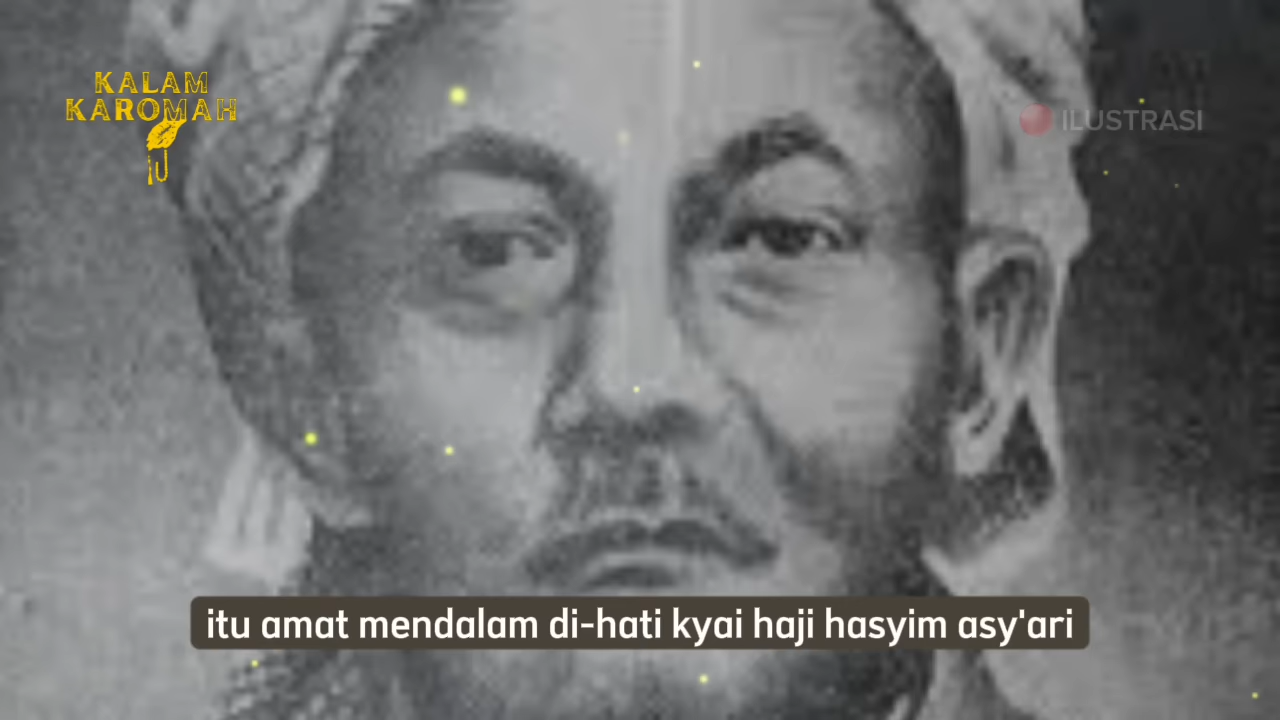 KALAM
KAROMAH
ILUSTRASI
itu amat mendalam di-hati kyai haji hasyim asy'ari